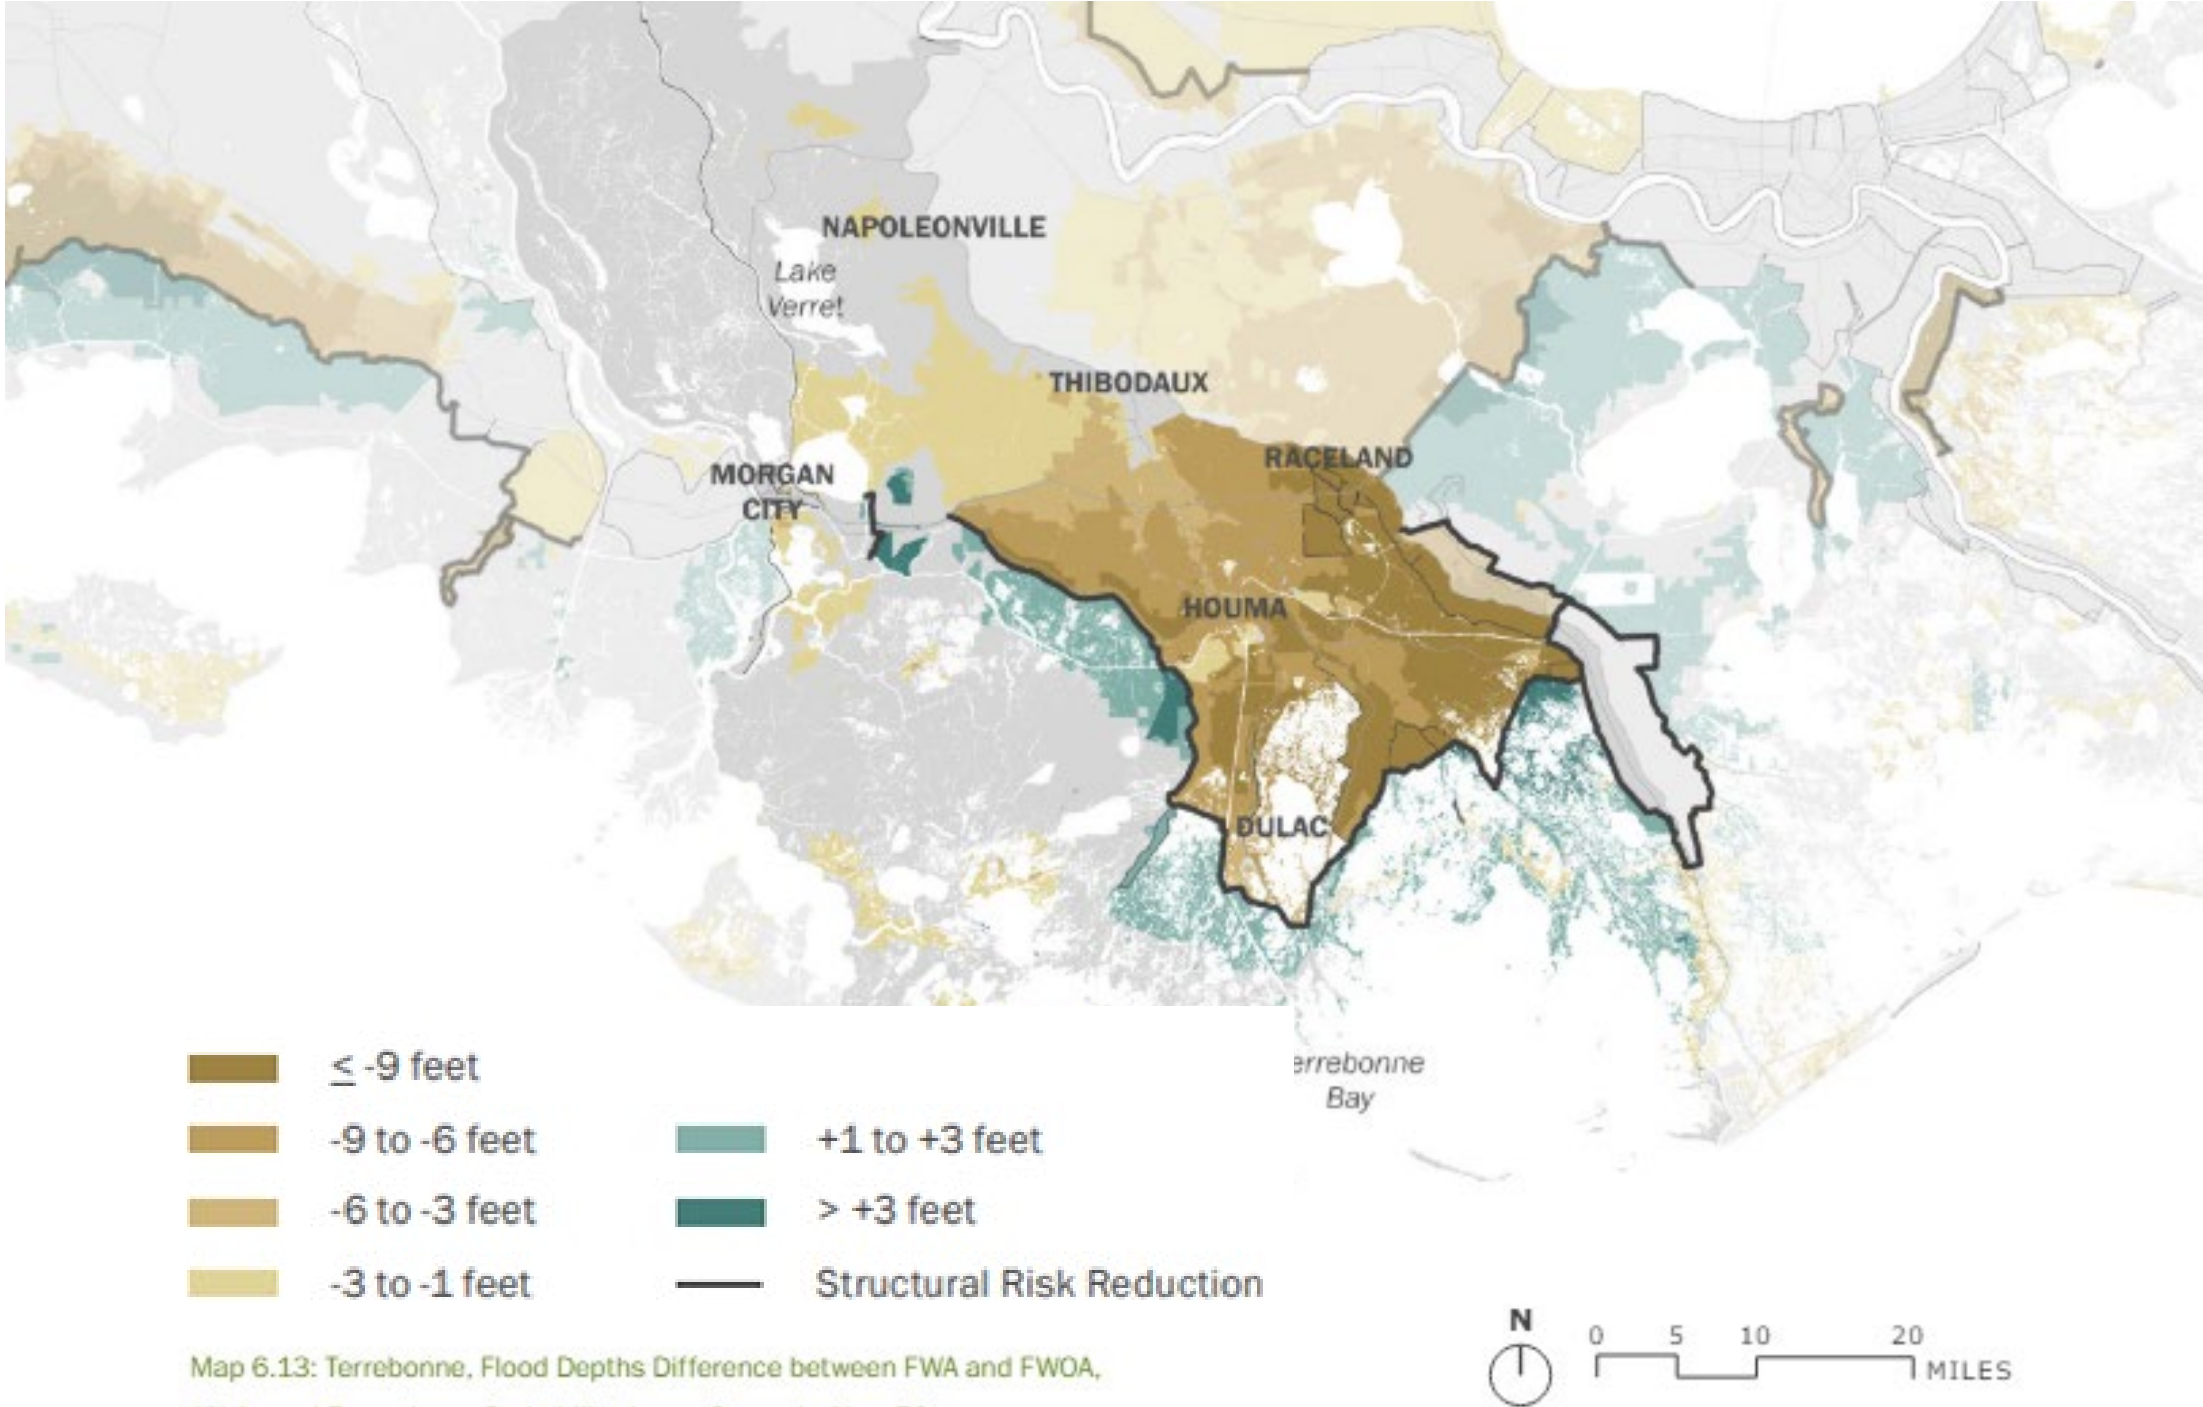 NAPOLEONVILLE
Lake
Verret
THIBODAUX
RACELAND
MORGAN
CITY
HOUMA
DULAC
errebonne
Bay
≤ -9 feet
-9 to -6 feet
+1 to +3 feet
-6 to -3 feet
> +3 feet
-3 to -1 feet
Structural Risk Reduction
N
0 5 10 20
MILES
Map 6.13: Terrebonne, Flood Depths Difference between FWA and FWOA,